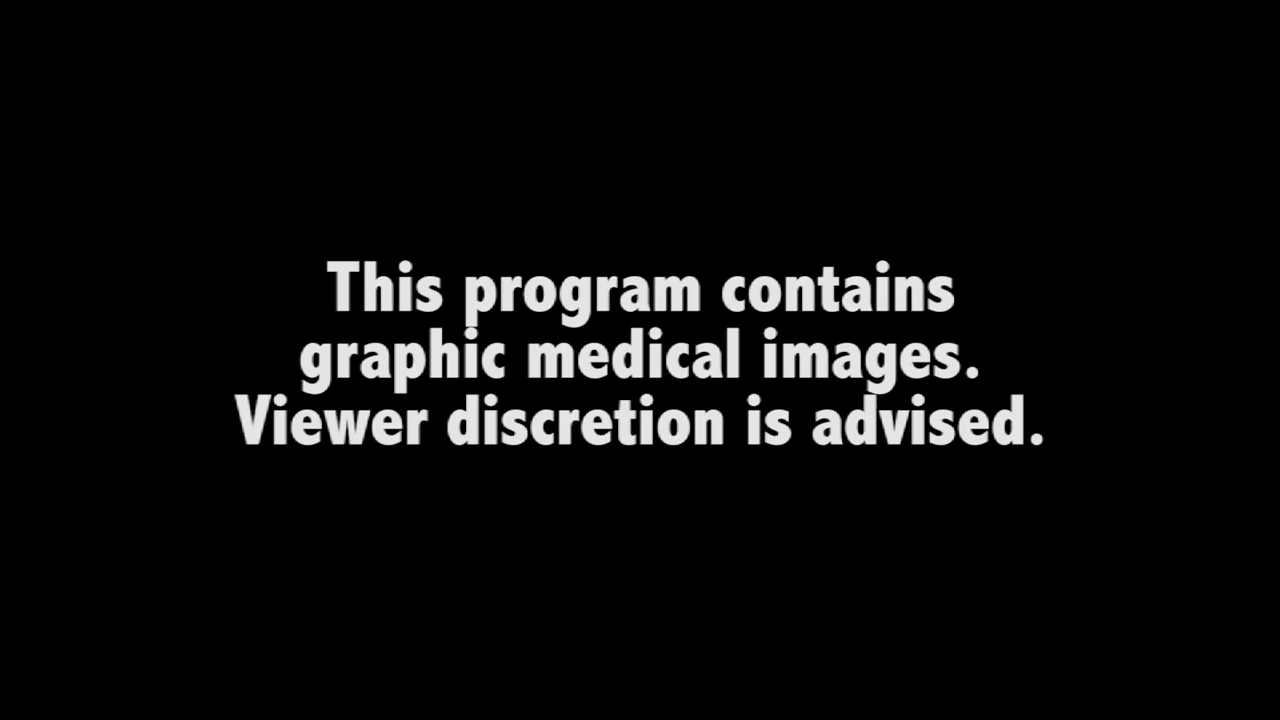 This program contains
graphic medical images.
Viewer discretion is advised.